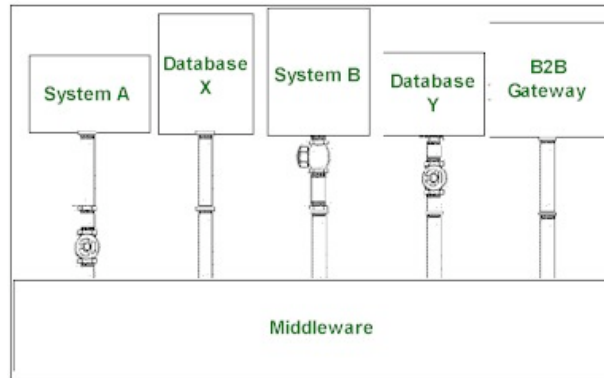 System A
Database
X
System B
Database
Y
B2B
Gateway
Middleware